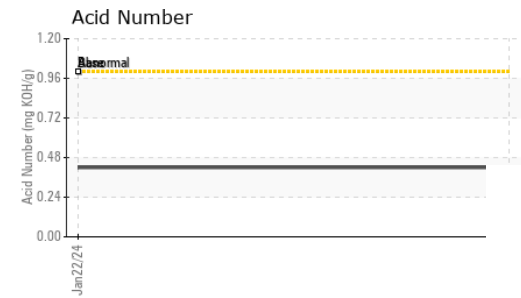 Acid Number
Acid Number (mg KOH/g)
1.20
Abnormal
0.96
0.72
0.48
0.24
0.00
Jan22/24